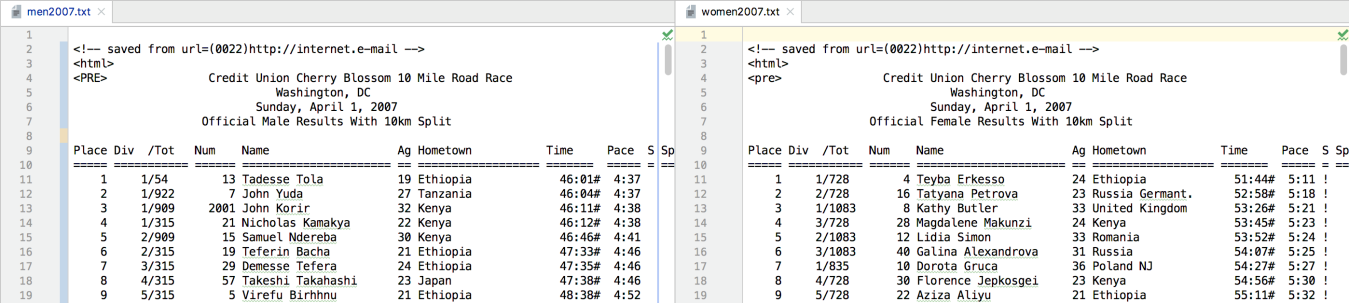 men2007.txt
1
2 <!-- saved from url=(0022)http://internet.e-mail -->
3 <html>
4 <PRE> Credit Union Cherry Blossom 10 Mile Road Race
5 Washington, DC
6 Sunday, April 1, 2007
7 Official Male Results With 10km Split
8
9 Place Div /Tot Num Name Ag Hometown Time Pace S Sp
10 ===== =========== ====== ====================== == ================== ======= ===== = ==
11 1 1/54 13 Tadesse Tola 19 Ethiopia 46:01# 4:37
12 2 1/922 7 John Yuda 27 Tanzania 46:04# 4:37
13 3 1/909 2001 John Korir 32 Kenya 46:11# 4:38
14 4 1/315 21 Nicholas Kamakya 22 Kenya 46:12# 4:38
15 5 2/909 15 Samuel Ndereba 30 Kenya 46:46# 4:41
16 6 2/315 19 Teferin Bacha 21 Ethiopia 47:33# 4:46
17 7 3/315 29 Demesse Tefera 24 Ethiopia 47:35# 4:46
18 8 4/315 57 Takeshi Takahashi 23 Japan 47:38# 4:46
19 9 5/315 5 Virefu Birhhnu 21 Ethiopia 48:38# 4:52
women2007.txt
1
2 <!-- saved from url=(0022)http://internet.e-mail -->
3 <html>
4 <pre> Credit Union Cherry Blossom 10 Mile Road Race
5 Washington, DC
6 Sunday, April 1, 2007
7 Official Female Results With 10km Split
8
9 Place Div /Tot Num Name Ag Hometown Time Pace S Spl
10 ===== =========== ====== ====================== == ================== ======= ===== = ===
11 1 1/728 4 Teyba Erkesso 24 Ethiopia 51:44# 5:11 !
12 2 2/728 16 Tatyana Petrova 23 Russia Germant. 52:58# 5:18 !
13 3 1/1083 8 Kathy Butler 33 United Kingdom 53:26# 5:21 !
14 4 3/728 28 Magdalene Makunzi 24 Kenya 53:45# 5:23 !
15 5 2/1083 12 Lidia Simon 33 Romania 53:52# 5:24 !
16 6 3/1083 40 Galina Alexandrova 31 Russia 54:07# 5:25 !
17 7 1/835 10 Dorota Gruca 36 Poland NJ 54:27# 5:27 !
18 8 4/728 30 Florence Jepkosgei 23 Kenya 54:56# 5:30 !
19 9 5/728 22 Aziza Aliyu 21 Ethiopia 55:11# 5:32 !